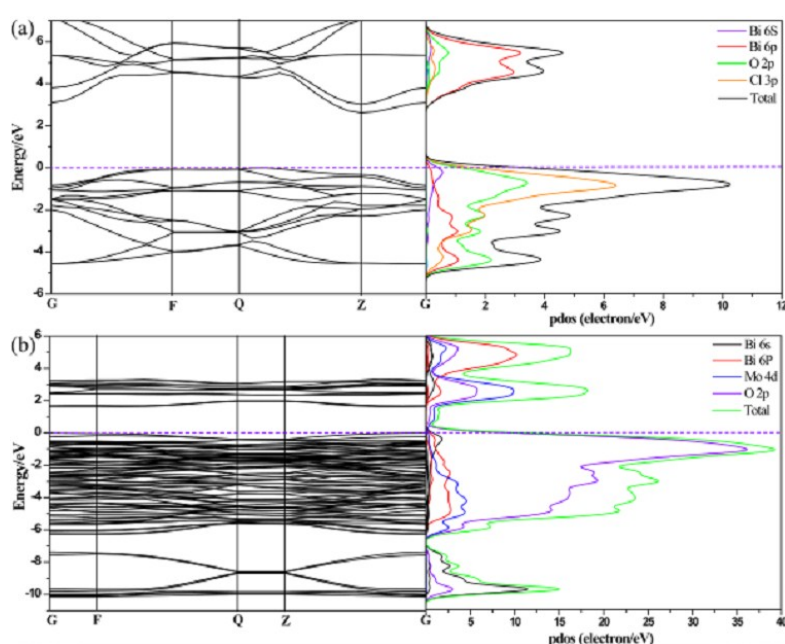 (a)
Energy/eV
6
4
2
0
-2
-4
-6
G F Q Z G
Bi 6S
Bi 6p
O 2p
Cl 3p
Total
2 4 6 8 10 12
pdos (electron/eV)
(b)
Energy/eV
6
4
2
0
-2
-4
-6
-8
-10
G F Q Z G
Bi 6s
Bi 6P
Mo 4d
O 2p
Total
5 10 15 20 25 30 35 40
pdos (electron/eV)